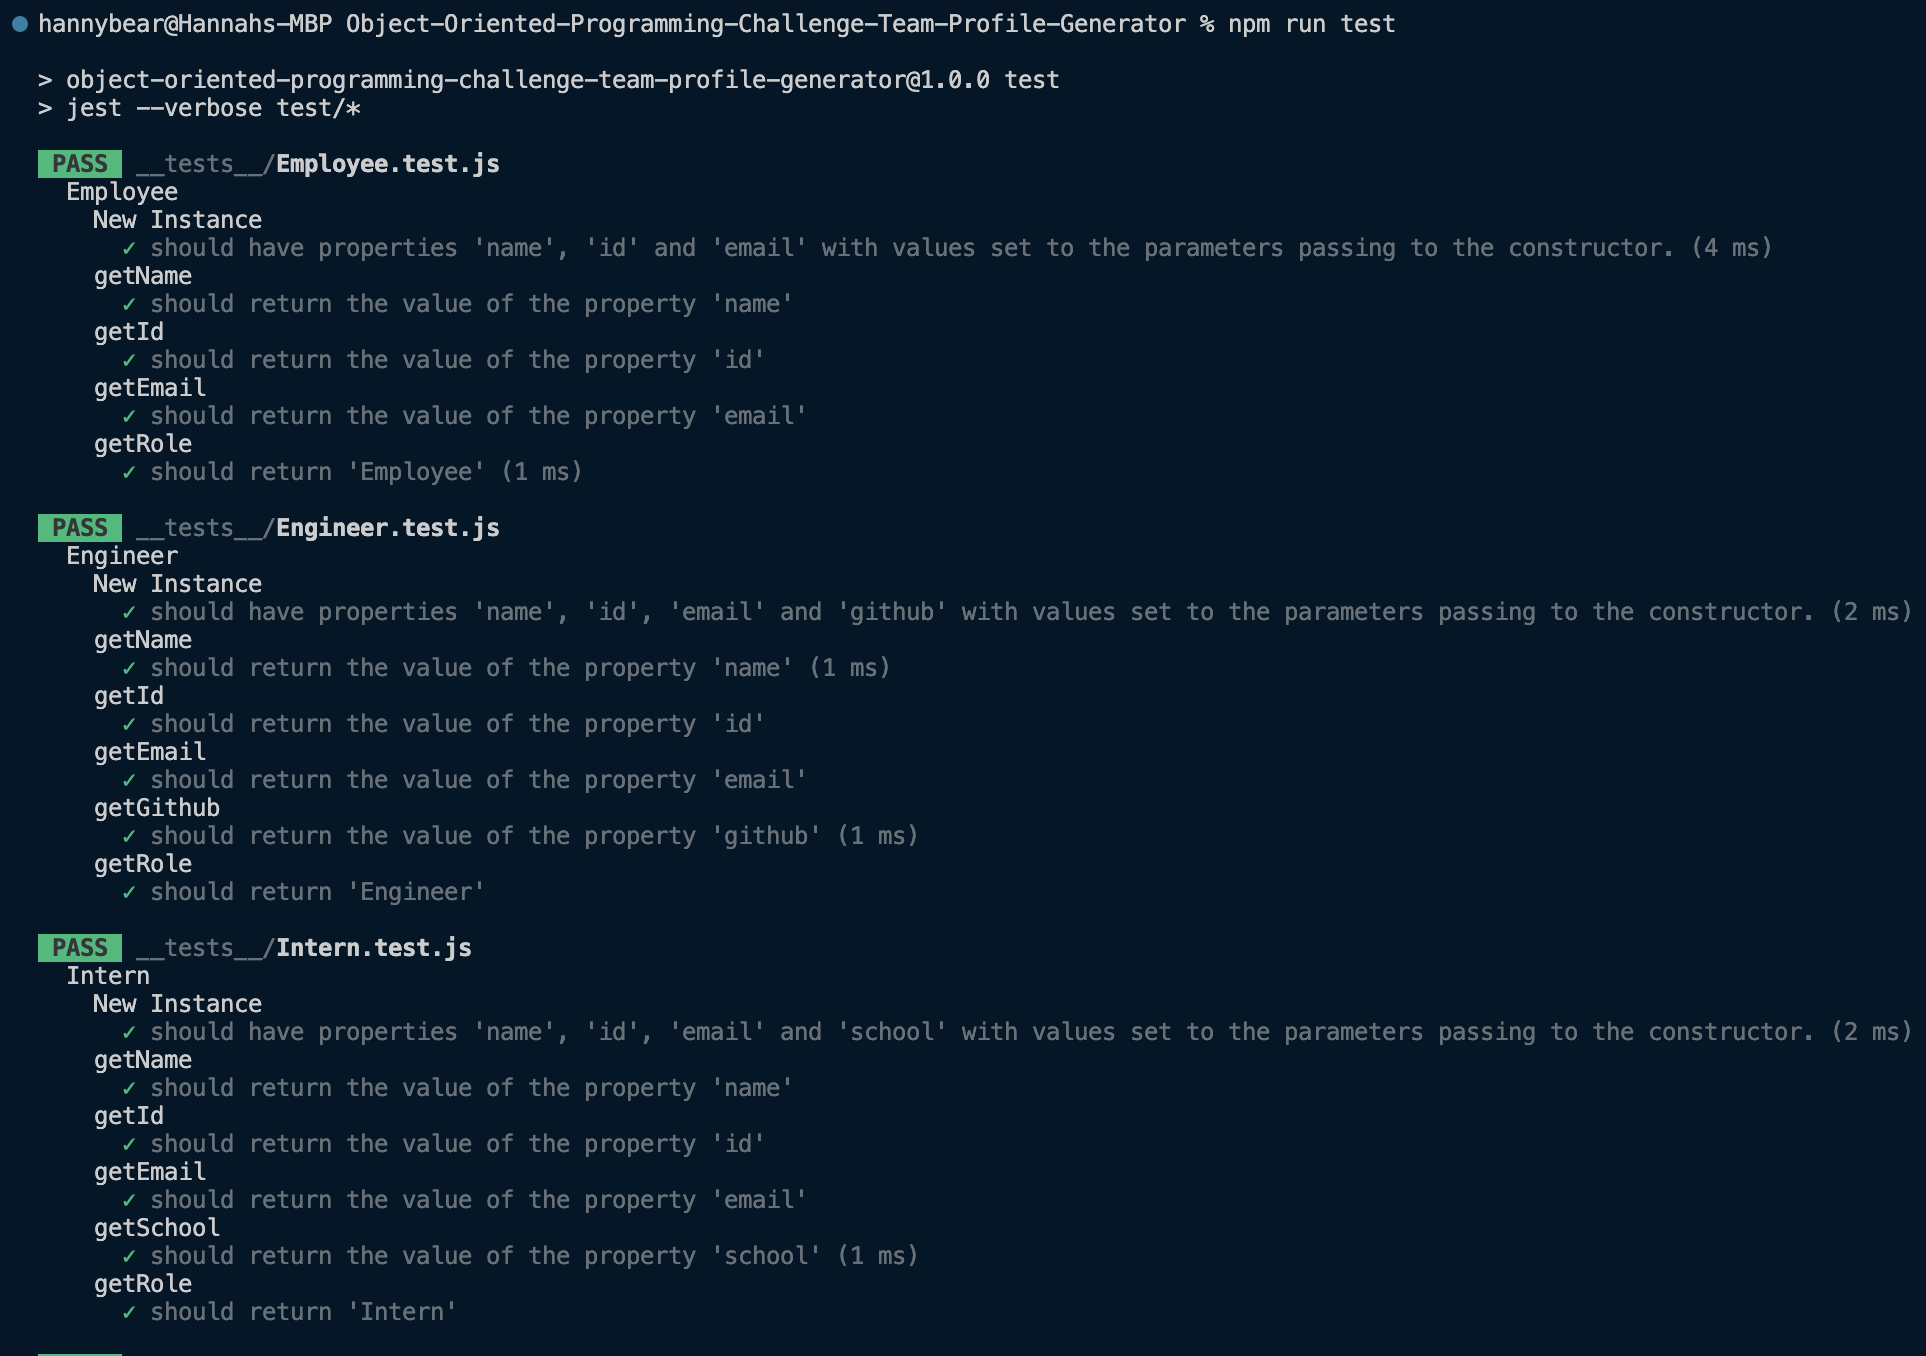 hannybear@Hannahs-MBP Object-Oriented-Programming-Challenge-Team-Profile-Generator % npm run test
> object-oriented-programming-challenge-team-profile-generator@1.0.0 test
> jest --verbose test/*
PASS __tests__/Employee.test.js
Employee
New Instance
✓ should have properties 'name', 'id' and 'email' with values set to the parameters passing to the constructor. (4 ms)
getName
✓ should return the value of the property 'name'
getId
✓ should return the value of the property 'id'
getEmail
✓ should return the value of the property 'email'
getRole
✓ should return 'Employee' (1 ms)
PASS __tests__/Engineer.test.js
Engineer
New Instance
✓ should have properties 'name', 'id', 'email' and 'github' with values set to the parameters passing to the constructor. (2 ms)
getName
✓ should return the value of the property 'name' (1 ms)
getId
✓ should return the value of the property 'id'
getEmail
✓ should return the value of the property 'email'
getGithub
✓ should return the value of the property 'github' (1 ms)
getRole
✓ should return 'Engineer'
PASS __tests__/Intern.test.js
Intern
New Instance
✓ should have properties 'name', 'id', 'email' and 'school' with values set to the parameters passing to the constructor. (2 ms)
getName
✓ should return the value of the property 'name'
getId
✓ should return the value of the property 'id'
getEmail
✓ should return the value of the property 'email'
getSchool
✓ should return the value of the property 'school' (1 ms)
getRole
✓ should return 'Intern'